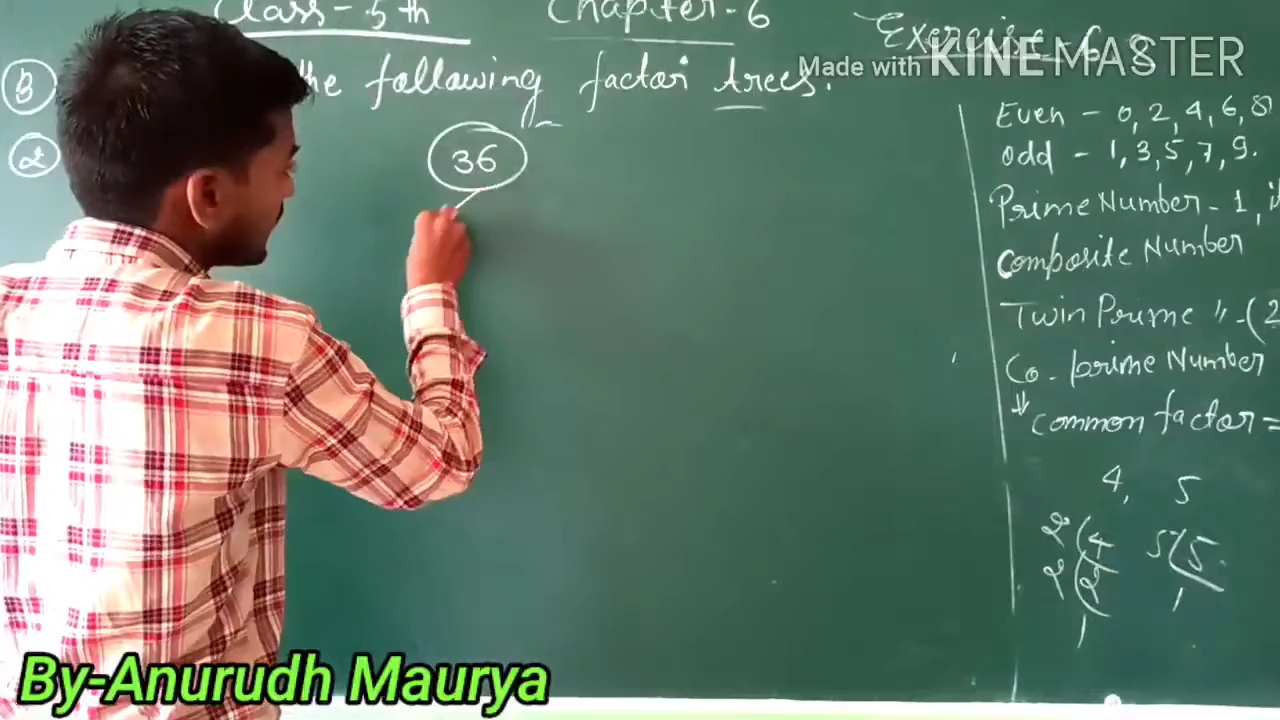 Class - 5th Chapter - 6
Exercise 6
Made with KINEMASTER
B the following factor trees.
36
Even - 0, 2, 4, 6, 8
Odd - 1, 3, 5, 7, 9.
Prime Number - 1,
Composite Number
Twin Prime 〃 - (2
Co. prime Number
⇓ Common factor =
4, 5
2 4 5 5
2 2 1
1
By-Anurudh Maurya